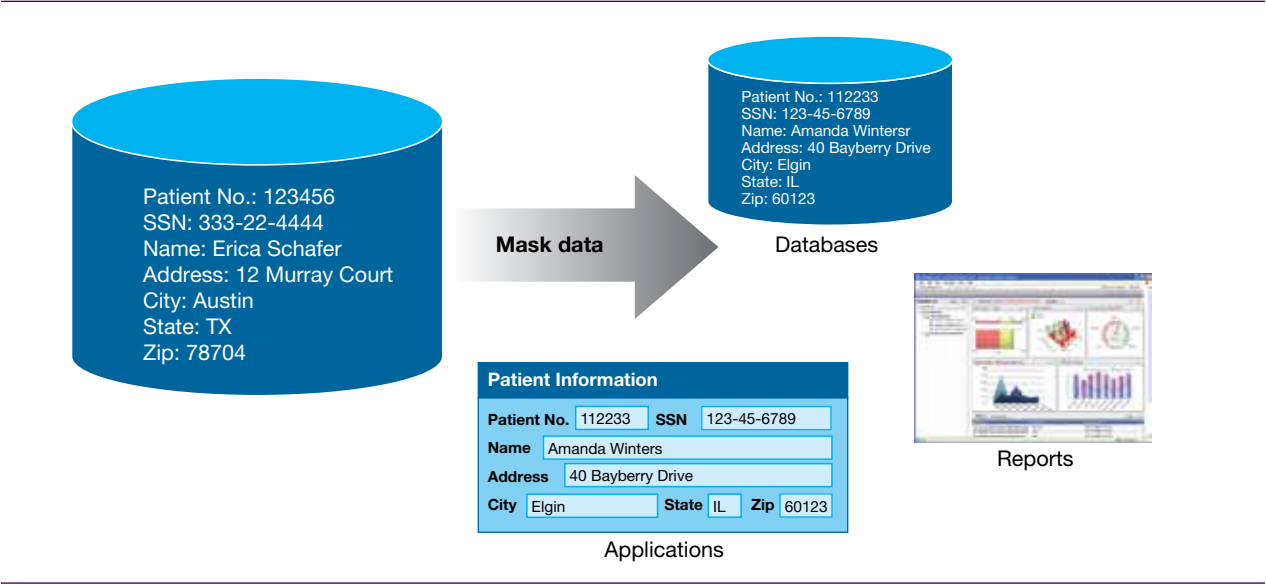 Patient No.: 123456
SSN: 333-22-4444
Name: Erica Schafer
Address: 12 Murray Court
City: Austin
State: TX
Zip: 78704
Mask data
Patient No.: 112233
SSN: 123-45-6789
Name: Amanda Wintersr
Address: 40 Bayberry Drive
City: Elgin
State: IL
Zip: 60123
Databases
Patient Information
Patient No. 112233 SSN 123-45-6789
Name Amanda Winters
Address 40 Bayberry Drive
City Elgin State IL Zip 60123
Applications
Reports